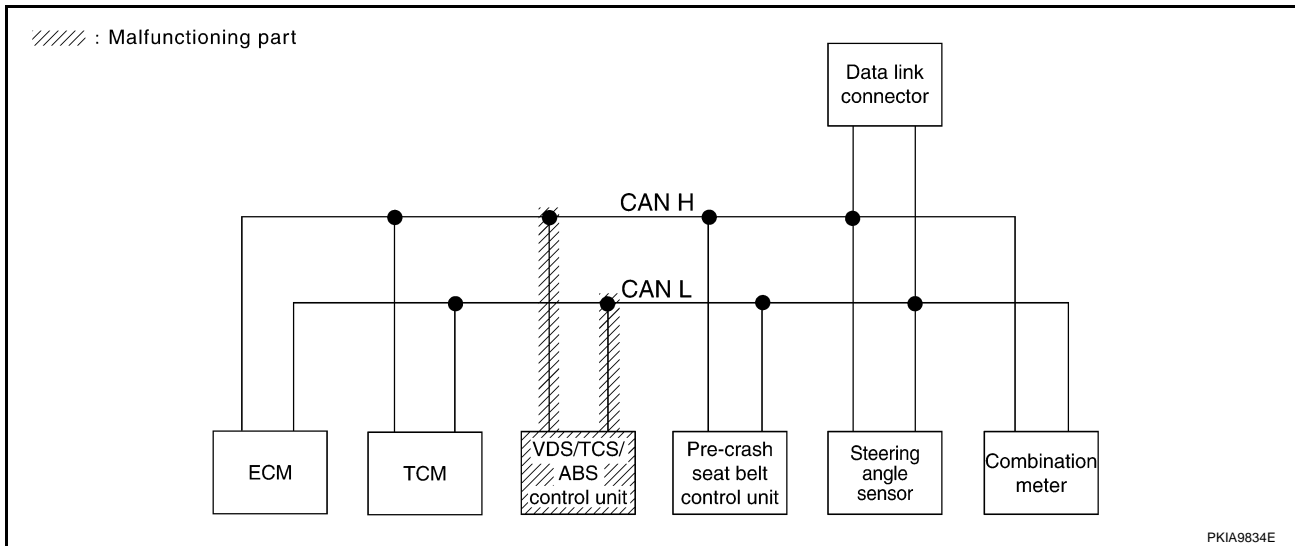 : Malfunctioning part
Data link
connector
CAN H
CAN L
ECM
TCM
VDS/TCS/
ABS
control unit
Pre-crash
seat belt
control unit
Steering
angle
sensor
Combination
meter
PKIA9834E